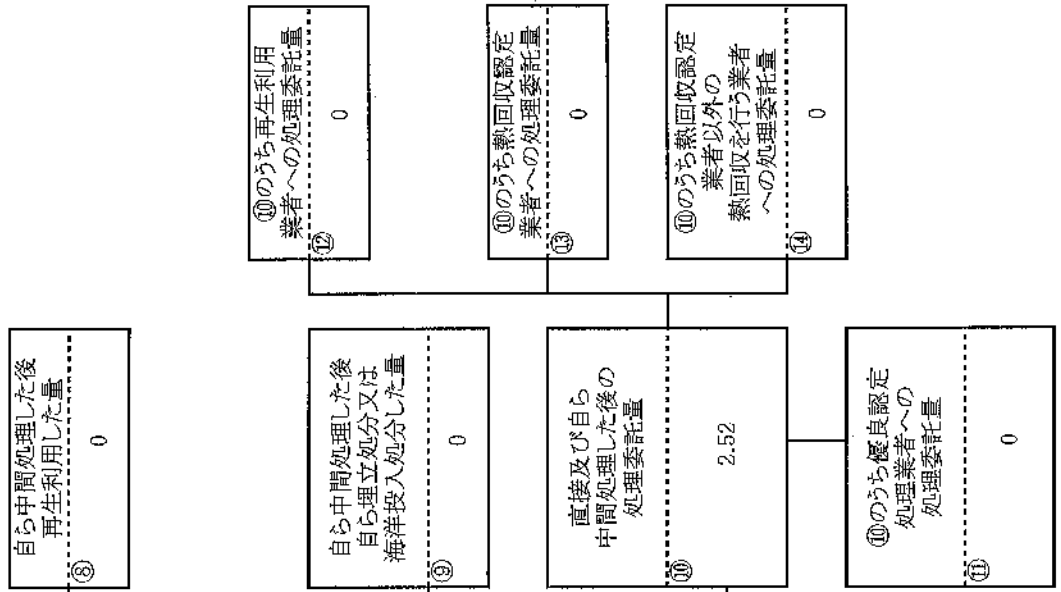 自ら中間処理した後
再生利用した量
⑧
0
自ら中間処理した後
自ら埋立処分又は
海洋投入処分した量
⑨
0
直接及び自ら
中間処理した後の
処理委託量
⑩
2.52
⑩のうち優良認定
処理業者への
処理委託量
⑪
0
⑩のうち再生利用
業者への処理委託量
⑫
0
⑩のうち熱回収認定
業者への処理委託量
⑬
0
⑩のうち熱回収認定
業者以外の
熱回収を行う業者
への処理委託量
⑭
0